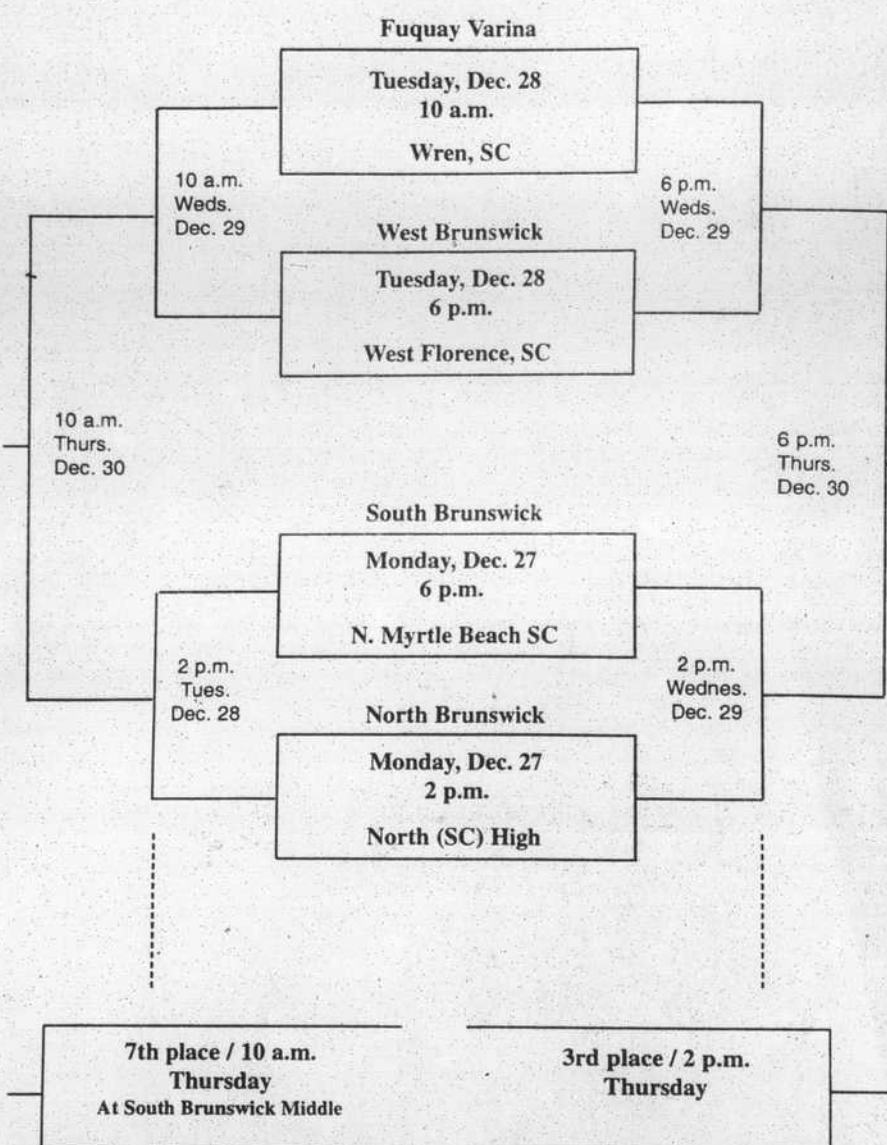 Fuquay Varina
Tuesday, Dec. 28
10 a.m.
Wren, SC
10 a.m.
Weds.
Dec. 29
6 p.m.
Weds.
Dec. 29
West Brunswick
Tuesday, Dec. 28
6 p.m.
West Florence, SC
10 a.m.
Thurs.
Dec. 30
6 p.m.
Thurs.
Dec. 30
South Brunswick
Monday, Dec. 27
6 p.m.
N. Myrtle Beach SC
2 p.m.
Tues.
Dec. 28
2 p.m.
Wednes.
Dec. 29
North Brunswick
Monday, Dec. 27
2 p.m.
North (SC) High
7th place / 10 a.m.
Thursday
At South Brunswick Middle
3rd place / 2 p.m.
Thursday